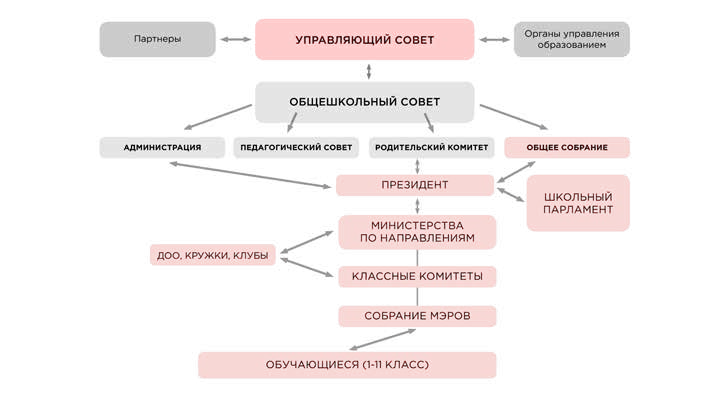 Партнеры
УПРАВЛЯЮЩИЙ СОВЕТ
Органы управления
образованием
ОБЩЕШКОЛЬНЫЙ СОВЕТ
АДМИНИСТРАЦИЯ
ПЕДАГОГИЧЕСКИЙ СОВЕТ
РОДИТЕЛЬСКИЙ КОМИТЕТ
ОБЩЕЕ СОБРАНИЕ
ПРЕЗИДЕНТ
ШКОЛЬНЫЙ
ПАРЛАМЕНТ
МИНИСТЕРСТВА
ПО НАПРАВЛЕНИЯМ
ДОО, КРУЖКИ, КЛУБЫ
КЛАССНЫЕ КОМИТЕТЫ
СОБРАНИЕ МЭРОВ
ОБУЧАЮЩИЕСЯ (1-11 КЛАСС)